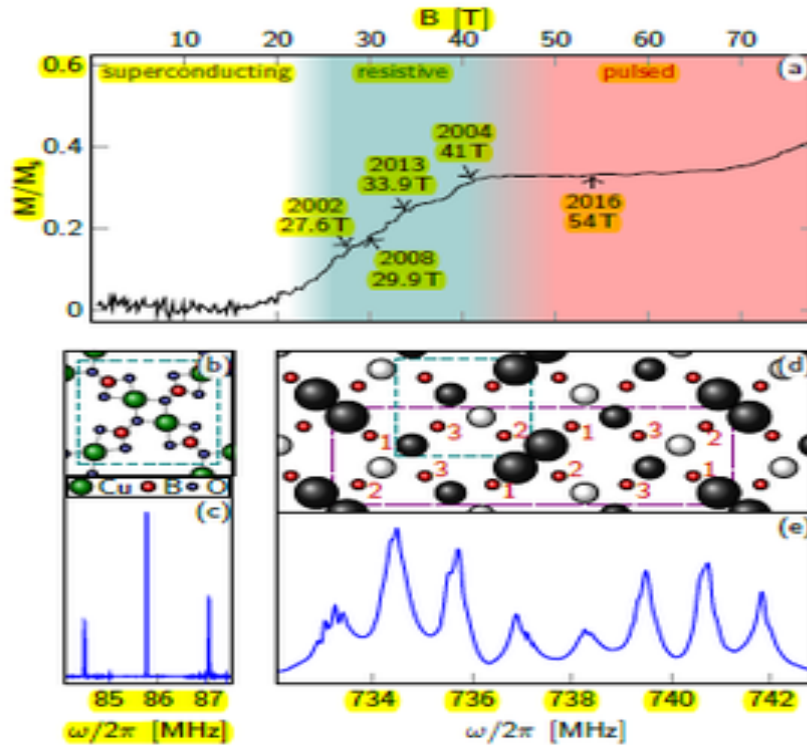 B [T]
10 20 30 40 50 60 70
0.6 superconducting resistive pulsed (a)
0.4
0.2
0
M/Ms
2004
41T
2013
33.9T
2002
27.6T
2008
29.9T
2016
54T
(b)
(d)
1 3 2 1 3 2
2 3 1 2 3 1
Cu B O
(c)
(e)
85 86 87
734 736 738 740 742
ω/2π [MHz]
ω/2π [MHz]